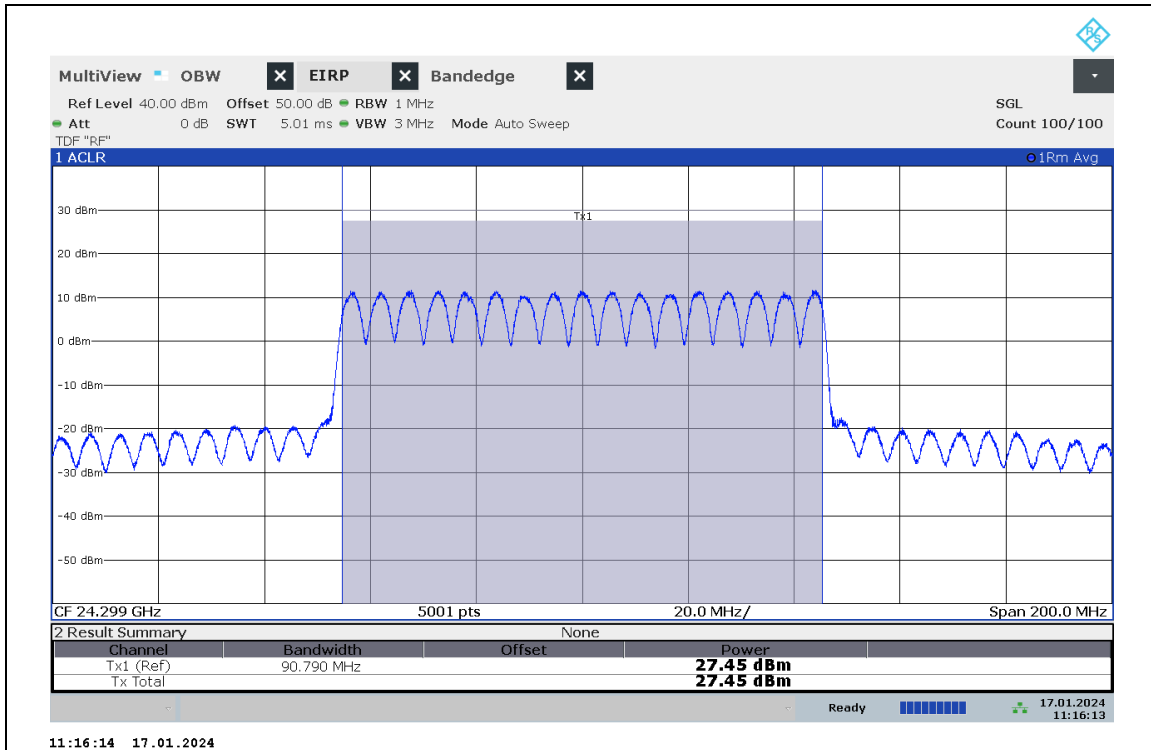 R S
MultiView OBW X EIRP X Bandedge X
Ref Level 40.00 dBm Offset 50.00 dB RBW 1 MHz SGL
Att 0 dB SWT 5.01 ms VBW 3 MHz Mode Auto Sweep Count 100/100
TDF "RF"
1 ACLR 1Rm Avg
30 dBm
Tx1
20 dBm
10 dBm
0 dBm
-10 dBm
-20 dBm
-30 dBm
-40 dBm
-50 dBm
CF 24.299 GHz 5001 pts 20.0 MHz/ Span 200.0 MHz
2 Result Summary None
Channel Bandwidth Offset Power
Tx1 (Ref) 90.790 MHz 27.45 dBm
Tx Total 27.45 dBm
Ready 17.01.2024
11:16:13
11:16:14 17.01.2024